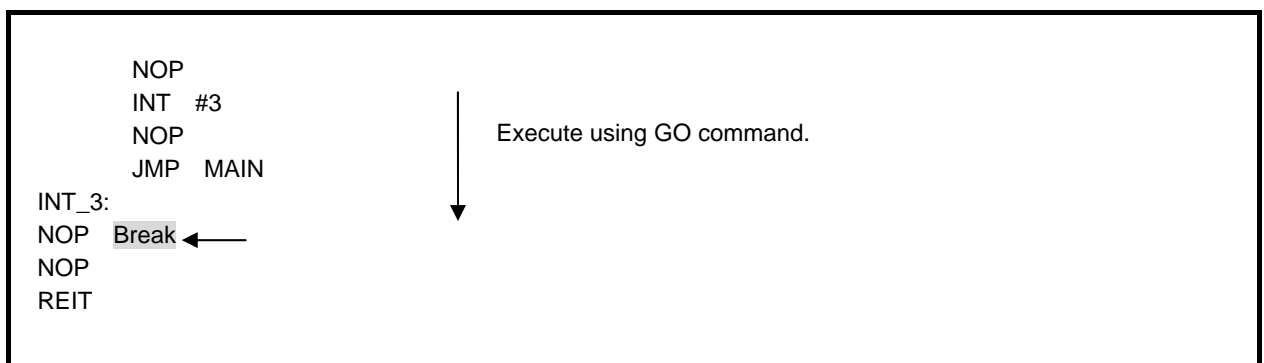 NOP
INT #3
NOP
Execute using GO command.
JMP MAIN
INT_3:
NOP Break
NOP
REIT